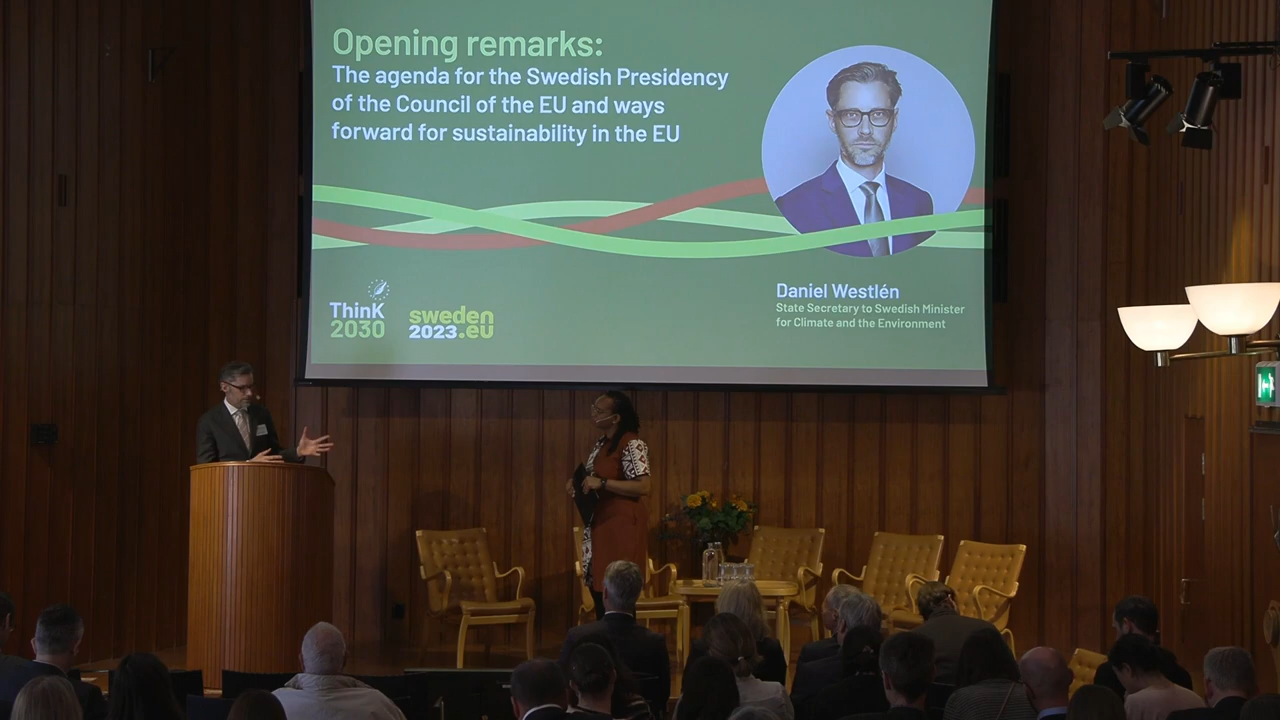 Opening remarks:
The agenda for the Swedish Presidency
of the Council of the EU and ways
forward for sustainability in the EU
ThinK
2030
sweden
2023.eu
Daniel Westlén
State Secretary to Swedish Minister
for Climate and the Environment